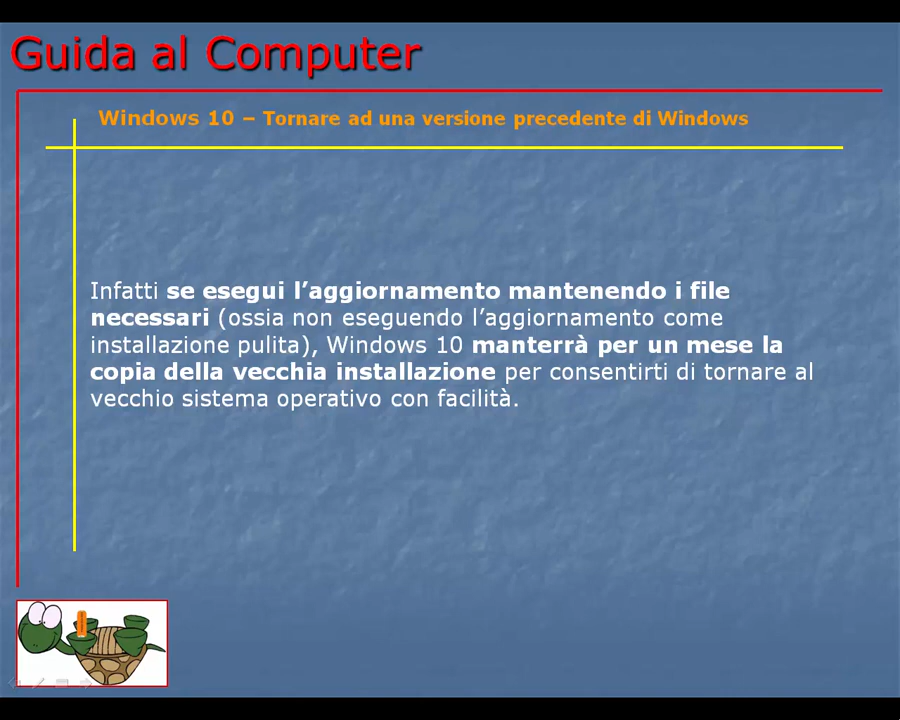 Guida al Computer
Windows 10 – Tornare ad una versione precedente di Windows
Infatti se esegui l’aggiornamento mantenendo i file
necessari (ossia non eseguendo l’aggiornamento come
installazione pulita), Windows 10 manterrà per un mese la
copia della vecchia installazione per consentirti di tornare al
vecchio sistema operativo con facilità.